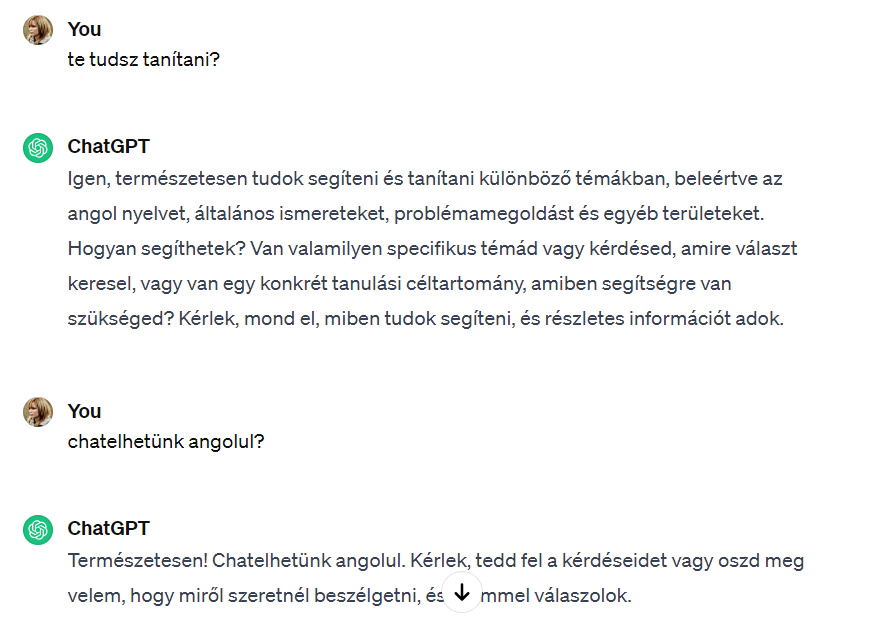 You
te tudsz tanítani?
ChatGPT
Igen, természetesen tudok segíteni és tanítani különböző témákban, beleértve az
angol nyelvet, általános ismereteket, problémamegoldást és egyéb területeket.
Hogyan segíthetek? Van valamilyen specifikus témád vagy kérdésed, amire választ
keresel, vagy van egy konkrét tanulási céltartomány, amiben segítségre van
szükséged? Kérlek, mond el, miben tudok segíteni, és részletes információt adok.
You
chatelhetünk angolul?
ChatGPT
Természetesen! Chatelhetünk angolul. Kérlek, tedd fel a kérdéseidet vagy oszd meg
velem, hogy miről szeretnél beszélgetni, és válaszolok.